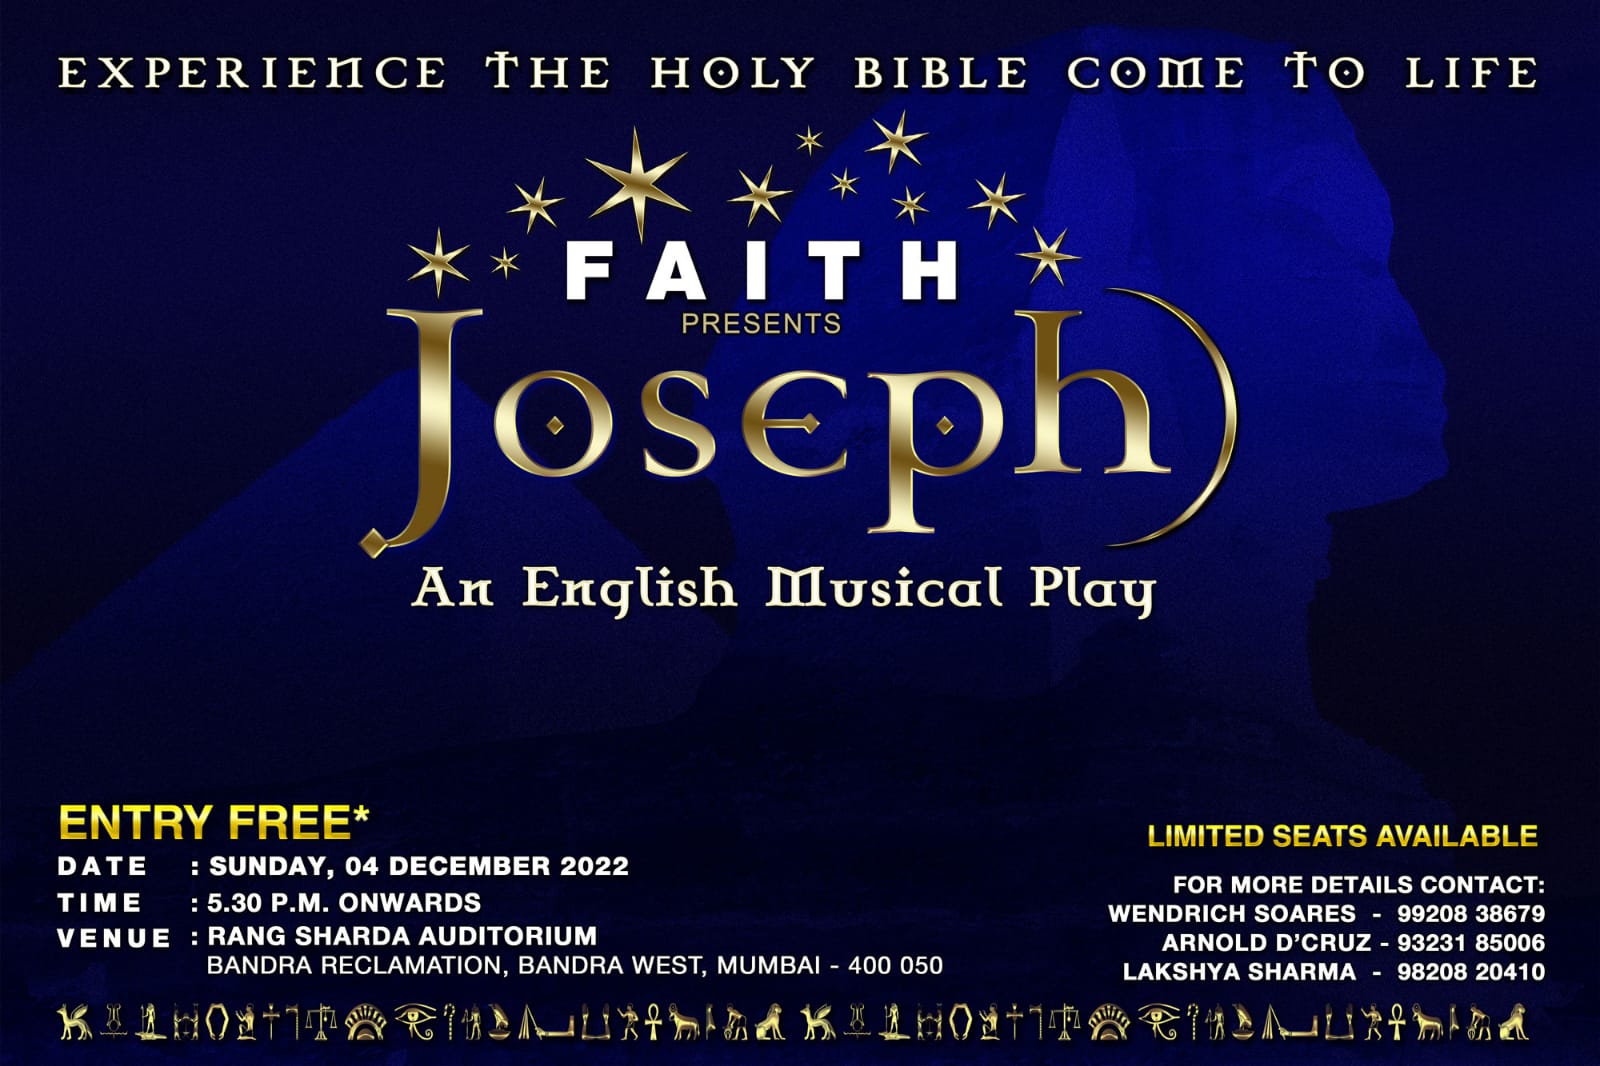 EXPERIENCE THE HOLY BIBLE COME TO LIFE
FAITH
PRESENTS
Joseph
An English Musical Play
ENTRY FREE*
DATE : SUNDAY, 04 DECEMBER 2022
TIME : 5.30 P.M. ONWARDS
VENUE : RANG SHARDA AUDITORIUM
BANDRA RECLAMATION, BANDRA WEST, MUMBAI - 400 050
LIMITED SEATS AVAILABLE
FOR MORE DETAILS CONTACT:
WENDRICH SOARES - 99208 38679
ARNOLD D'CRUZ - 93231 85006
LAKSHYA SHARMA - 98208 20410